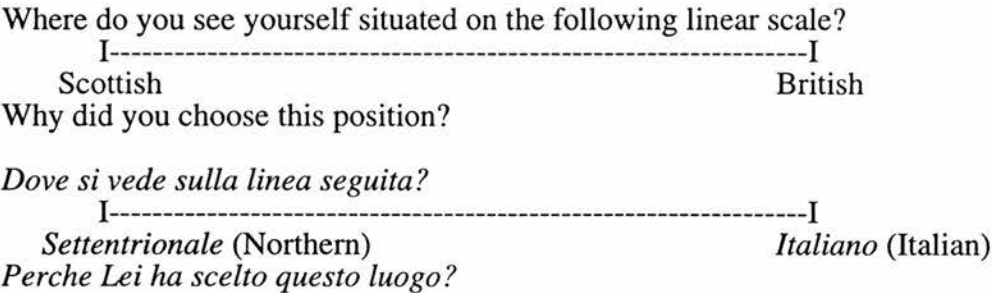 Where do you see yourself situated on the following linear scale?
I-----------------------------------------------------------------I
Scottish British
Why did you choose this position?
Dove si vede sulla linea seguita?
I-----------------------------------------------------------------I
Settentrionale (Northern) Italiano (Italian)
Perche Lei ha scelto questo luogo?